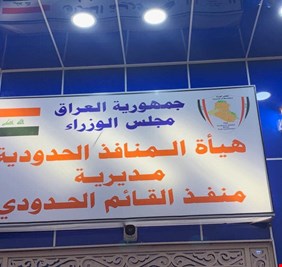 جمهورية العراق
مجلس الوزراء
هيأة المنافذ الحدودية
مديرية
منفذ القائم الحدودي